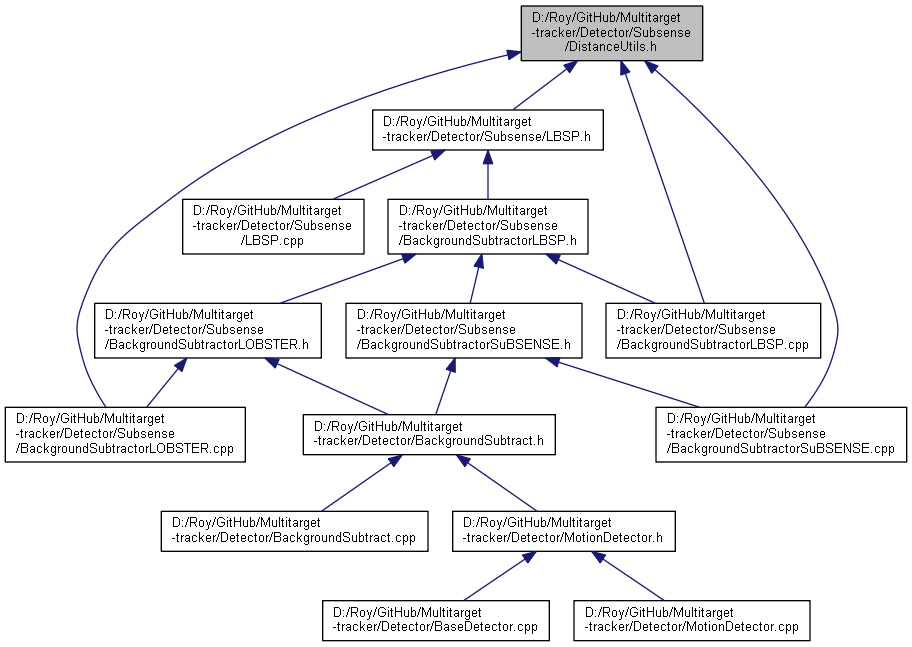 D:/Roy/GitHub/Multitarget
-tracker/Detector/Subsense
/DistanceUtils.h
D:/Roy/GitHub/Multitarget
-tracker/Detector/Subsense/LBSP.h
D:/Roy/GitHub/Multitarget
-tracker/Detector/Subsense
/LBSP.cpp
D:/Roy/GitHub/Multitarget
-tracker/Detector/Subsense
/BackgroundSubtractorLBSP.h
D:/Roy/GitHub/Multitarget
-tracker/Detector/Subsense
/BackgroundSubtractorLOBSTER.h
D:/Roy/GitHub/Multitarget
-tracker/Detector/Subsense
/BackgroundSubtractorSuBSENSE.h
D:/Roy/GitHub/Multitarget
-tracker/Detector/Subsense
/BackgroundSubtractorLBSP.cpp
D:/Roy/GitHub/Multitarget
-tracker/Detector/Subsense
/BackgroundSubtractorLOBSTER.cpp
D:/Roy/GitHub/Multitarget
-tracker/Detector/BackgroundSubtract.h
D:/Roy/GitHub/Multitarget
-tracker/Detector/Subsense
/BackgroundSubtractorSuBSENSE.cpp
D:/Roy/GitHub/Multitarget
-tracker/Detector/BackgroundSubtract.cpp
D:/Roy/GitHub/Multitarget
-tracker/Detector/MotionDetector.h
D:/Roy/GitHub/Multitarget
-tracker/Detector/BaseDetector.cpp
D:/Roy/GitHub/Multitarget
-tracker/Detector/MotionDetector.cpp